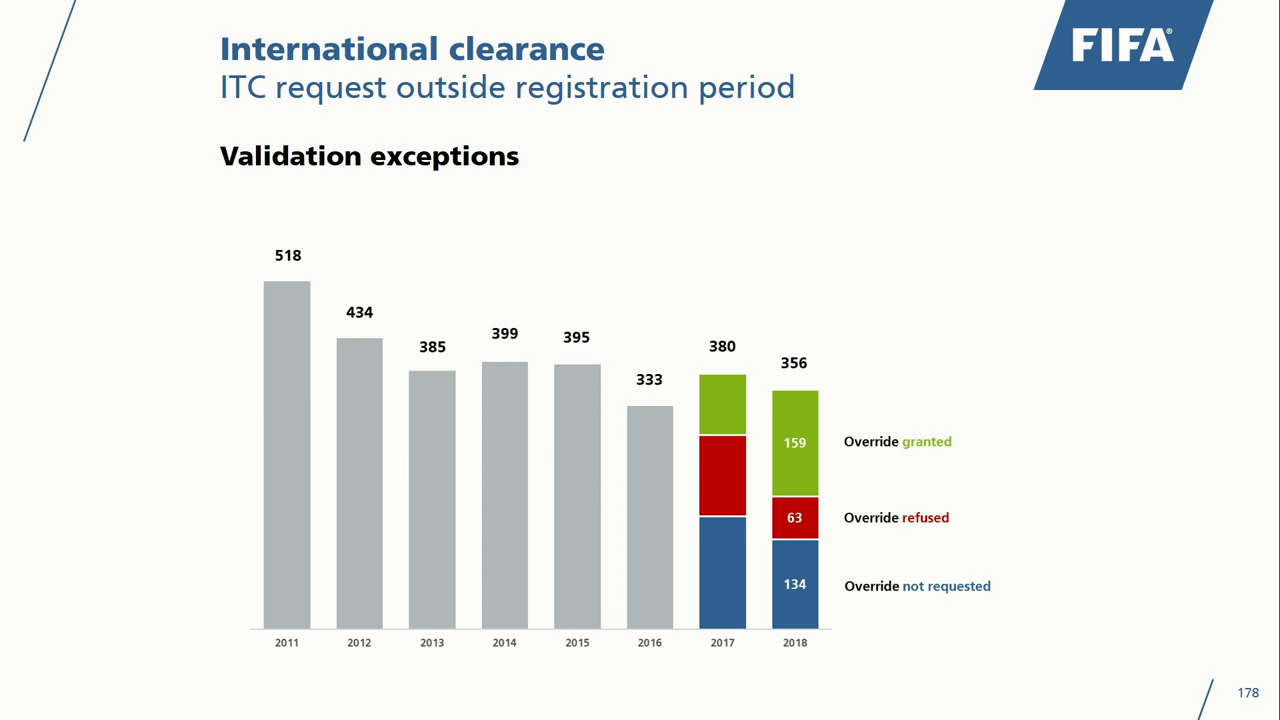 International clearance
FIFA®
ITC request outside registration period
Validation exceptions
518
434
385
399
395
333
380
356
159
Override granted
63
Override refused
134
Override not requested
2011
2012
2013
2014
2015
2016
2017
2018
178